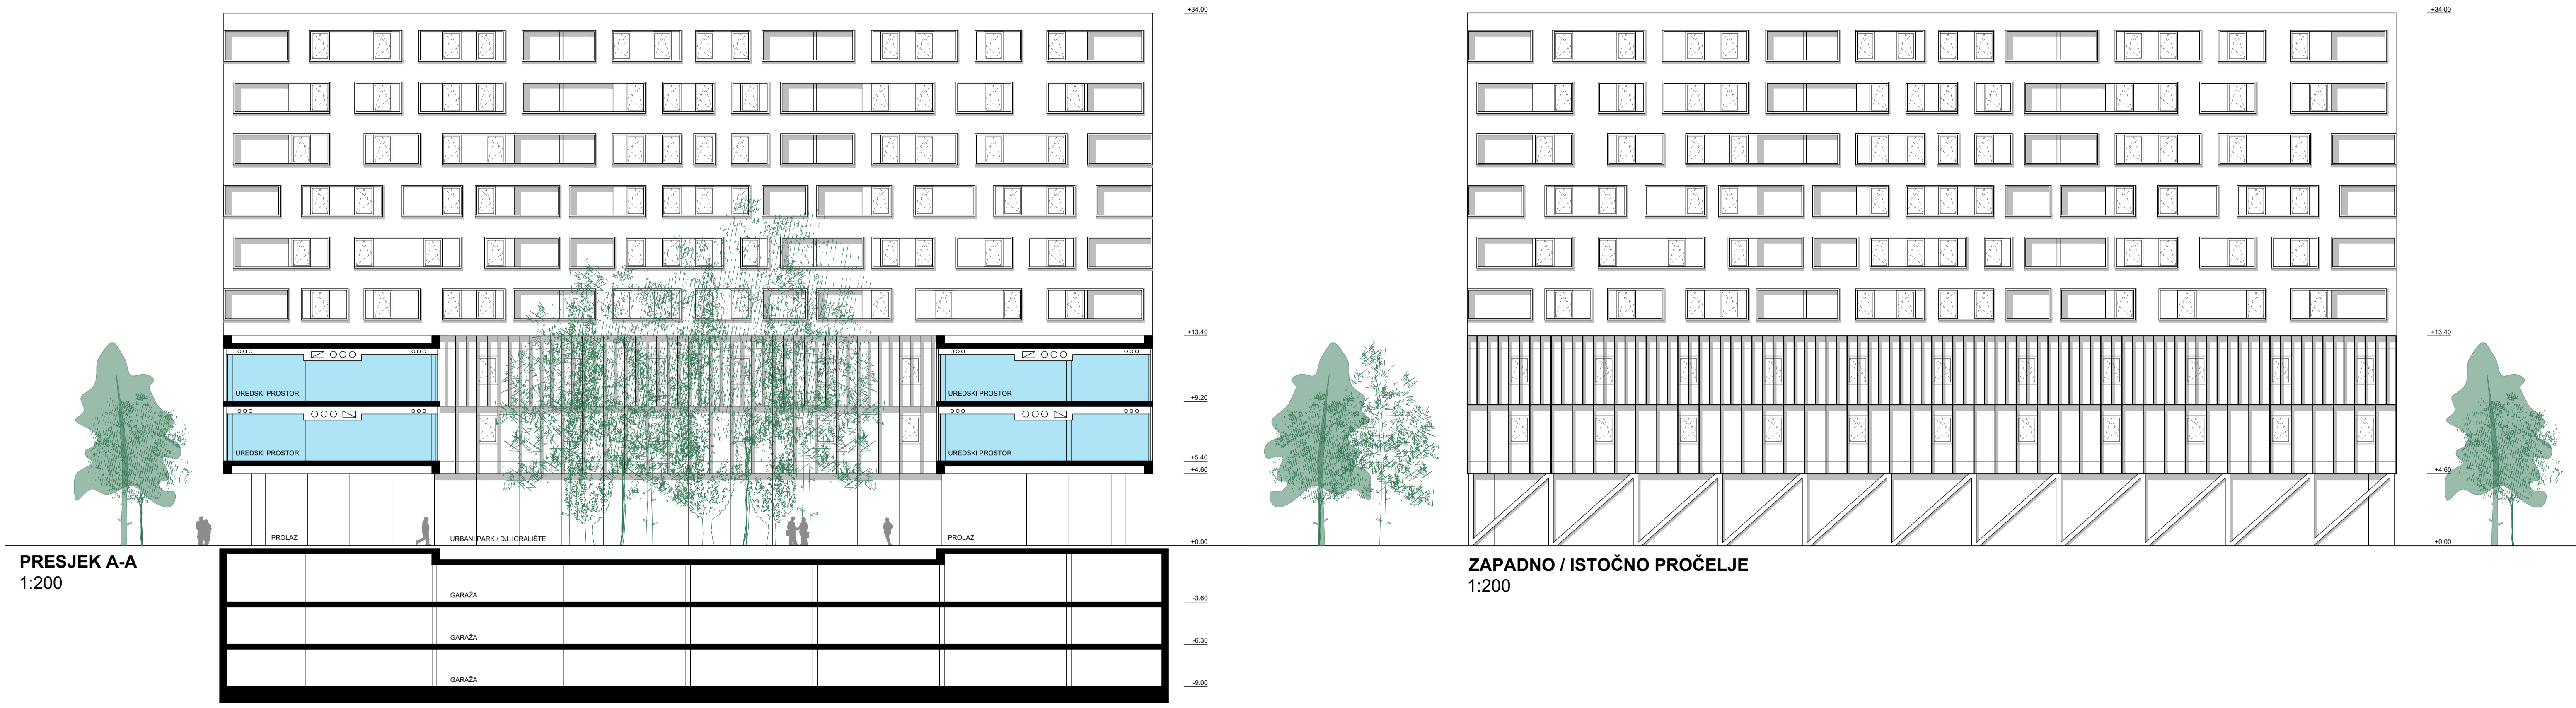 +34.00
UREDSKI PROSTOR
UREDSKI PROSTOR
UREDSKI PROSTOR
UREDSKI PROSTOR
+13.40
+9.20
+5.40
+4.60
PROLAZ
URBANI PARK / DJ. IGRALIŠTE
PROLAZ
+0.00
PRESJEK A-A
1:200
GARAŽA
-3.60
GARAŽA
-6.30
GARAŽA
-9.00
+34.00
+13.40
+4.60
+0.00
ZAPADNO / ISTOČNO PROČELJE
1:200